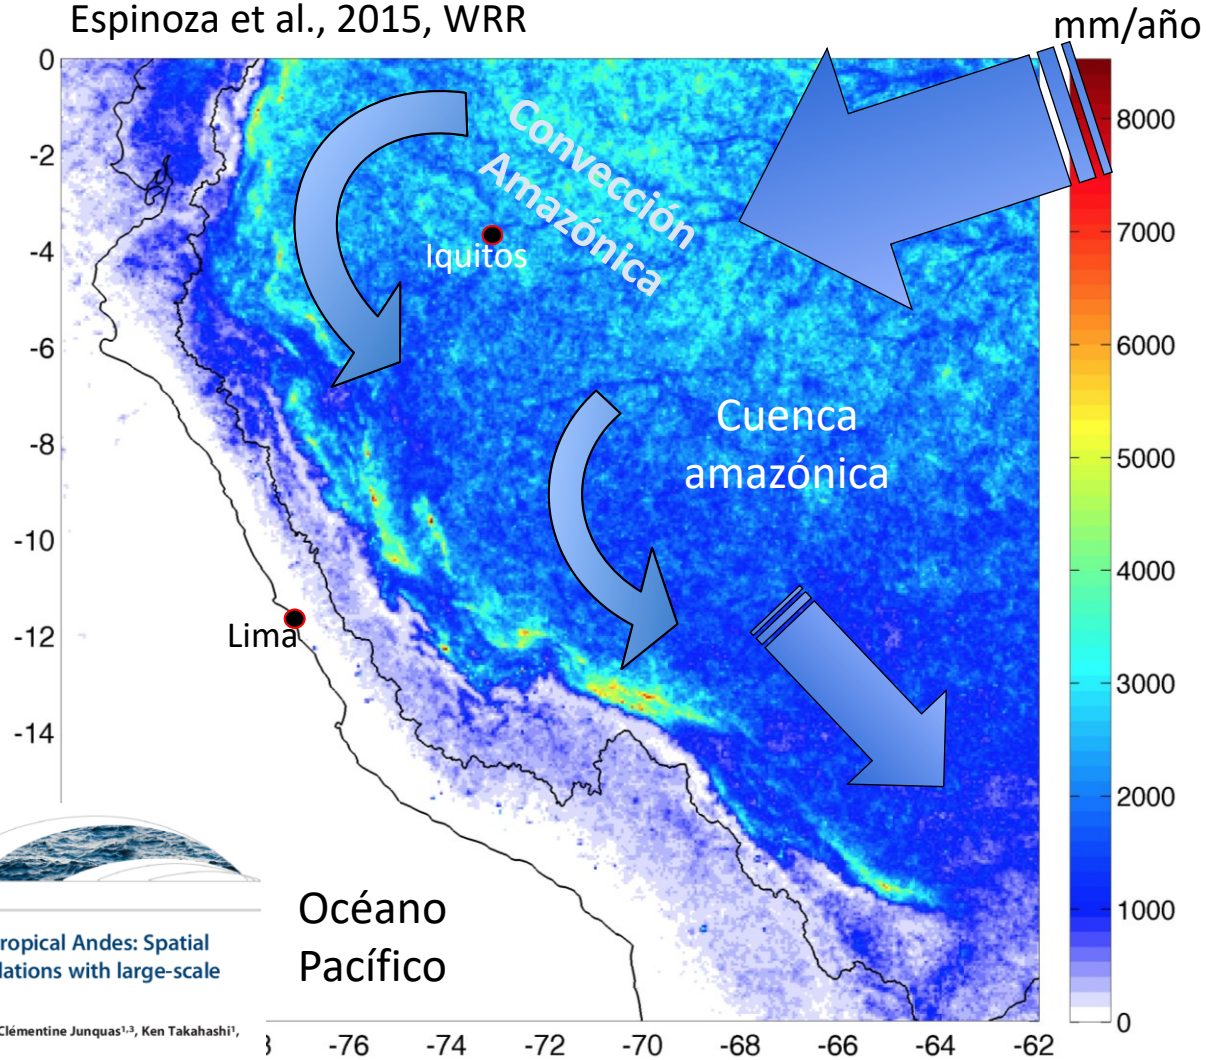 Espinoza et al., 2015, WRR
mm/año
0
-2
-4
-6
-8
-10
-12
-14
8000
7000
6000
5000
4000
3000
2000
1000
0
Convección
Amazónica
Iquitos
Cuenca
amazónica
Lima
Océano
Pacífico
ropical Andes: Spatial
lations with large-scale
Clémentine Junquas1,3, Ken Takahashi1,
-76
-74
-72
-70
-68
-66
-64
-62